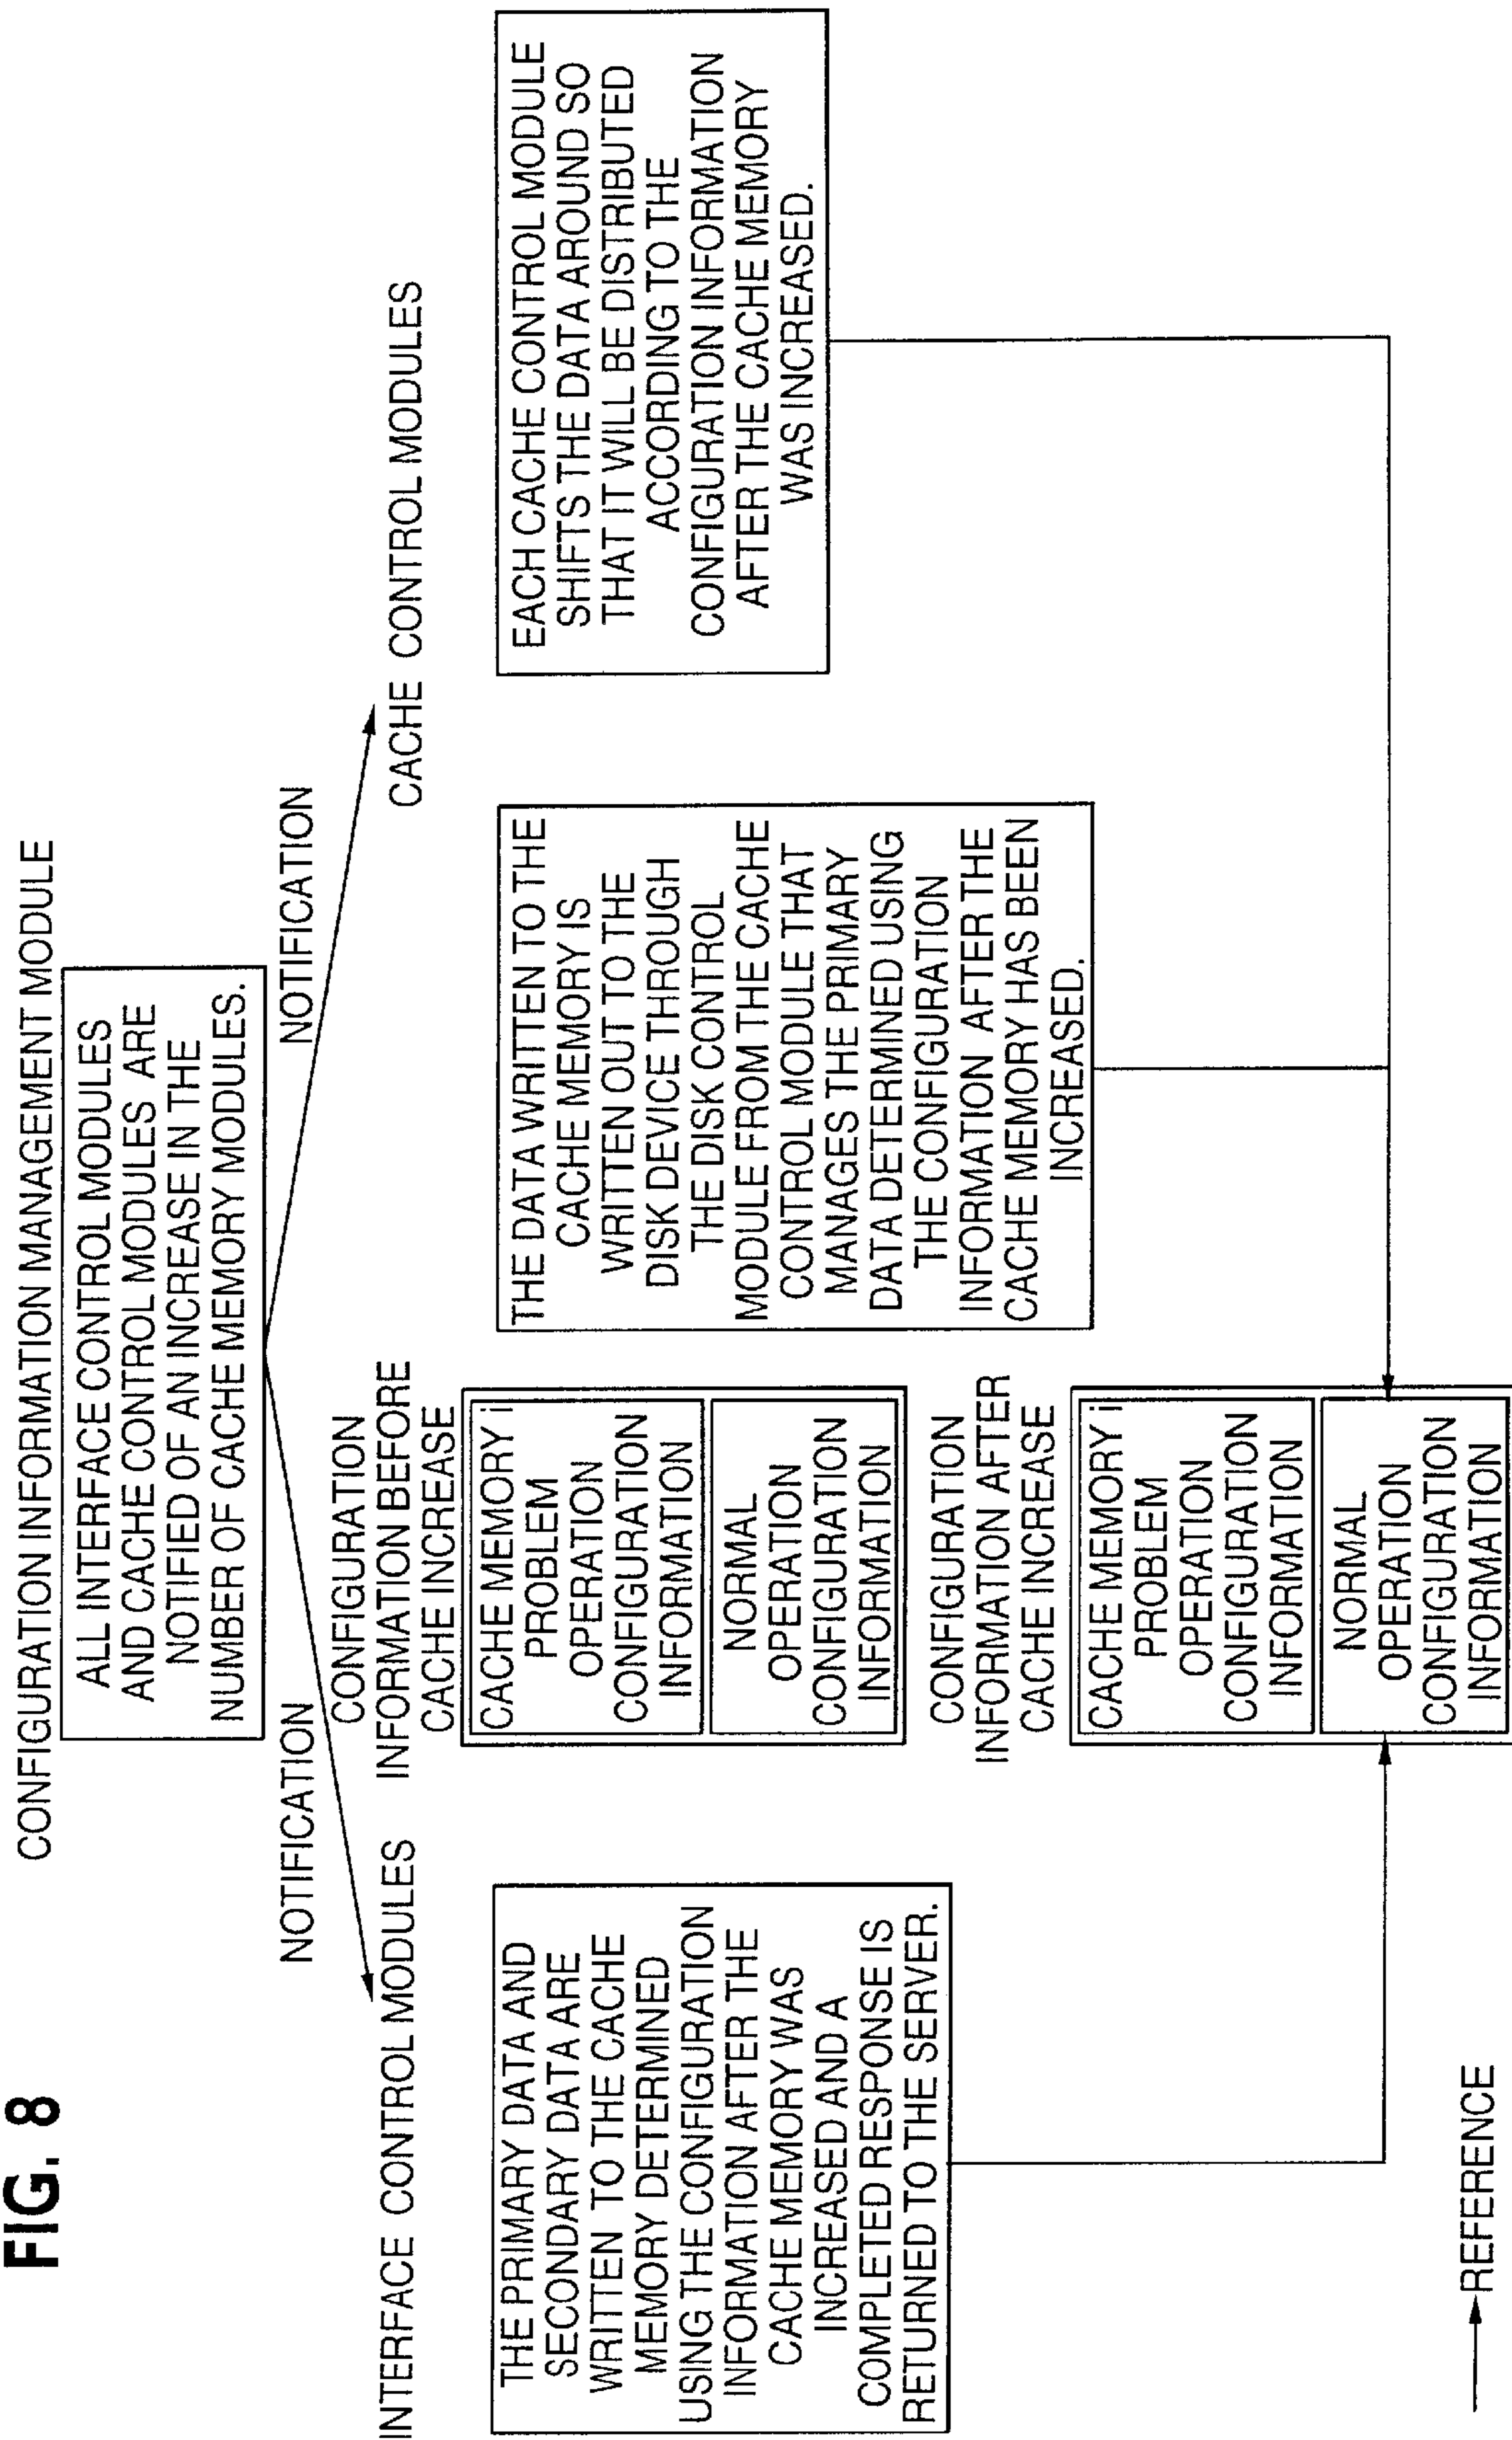 FIG. 8
CONFIGURATION INFORMATION MANAGEMENT MODULE
ALL INTERFACE CONTROL MODULES
AND CACHE CONTROL MODULES ARE
NOTIFIED OF AN INCREASE IN THE
NUMBER OF CACHE MEMORY MODULES.
NOTIFICATION
NOTIFICATION
INTERFACE CONTROL MODULES
CACHE CONTROL MODULES
THE PRIMARY DATA AND
SECONDARY DATA ARE
WRITTEN TO THE CACHE
MEMORY DETERMINED
USING THE CONFIGURATION
INFORMATION AFTER THE
CACHE MEMORY WAS
INCREASED AND A
COMPLETED RESPONSE IS
RETURNED TO THE SERVER.
CONFIGURATION
INFORMATION BEFORE
CACHE INCREASE
CACHE MEMORY i
PROBLEM
OPERATION
CONFIGURATION
INFORMATION
NORMAL
OPERATION
CONFIGURATION
INFORMATION
CONFIGURATION
INFORMATION AFTER
CACHE INCREASE
CACHE MEMORY i
PROBLEM
OPERATION
CONFIGURATION
INFORMATION
NORMAL
OPERATION
CONFIGURATION
INFORMATION
THE DATA WRITTEN TO THE
CACHE MEMORY IS
WRITTEN OUT TO THE
DISK DEVICE THROUGH
THE DISK CONTROL
MODULE FROM THE CACHE
CONTROL MODULE THAT
MANAGES THE PRIMARY
DATA DETERMINED USING
THE CONFIGURATION
INFORMATION AFTER THE
CACHE MEMORY HAS BEEN
INCREASED.
EACH CACHE CONTROL MODULE
SHIFTS THE DATA AROUND SO
THAT IT WILL BE DISTRIBUTED
ACCORDING TO THE
CONFIGURATION INFORMATION
AFTER THE CACHE MEMORY
WAS INCREASED.
REFERENCE